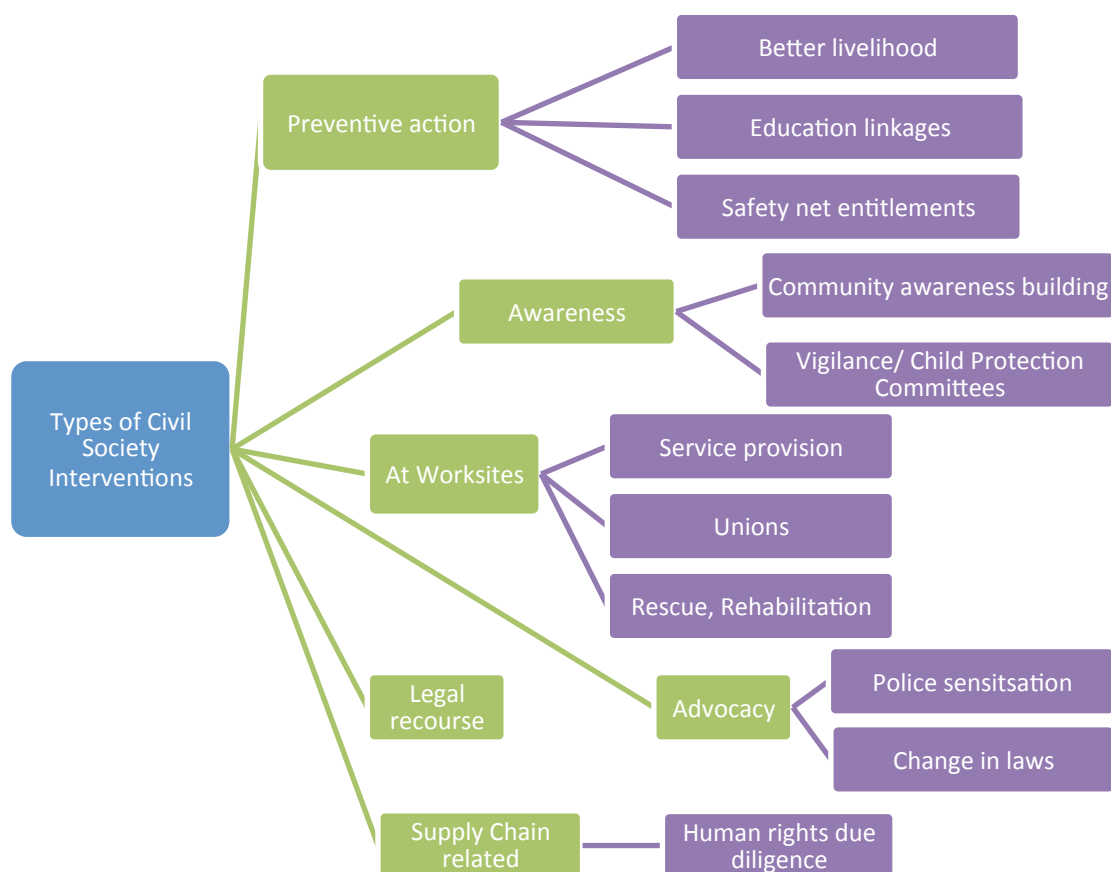 Better livelihood
Preventive action
Education linkages
Safety net entitlements
Community awareness building
Awareness
Vigilance/ Child Protection
Committees
Types of Civil
Society
Interventions
Service provision
At Worksites
Unions
Rescue, Rehabilitation
Legal
recourse
Police sensitsation
Advocacy
Change in laws
Supply Chain
related
Human rights due
diligence